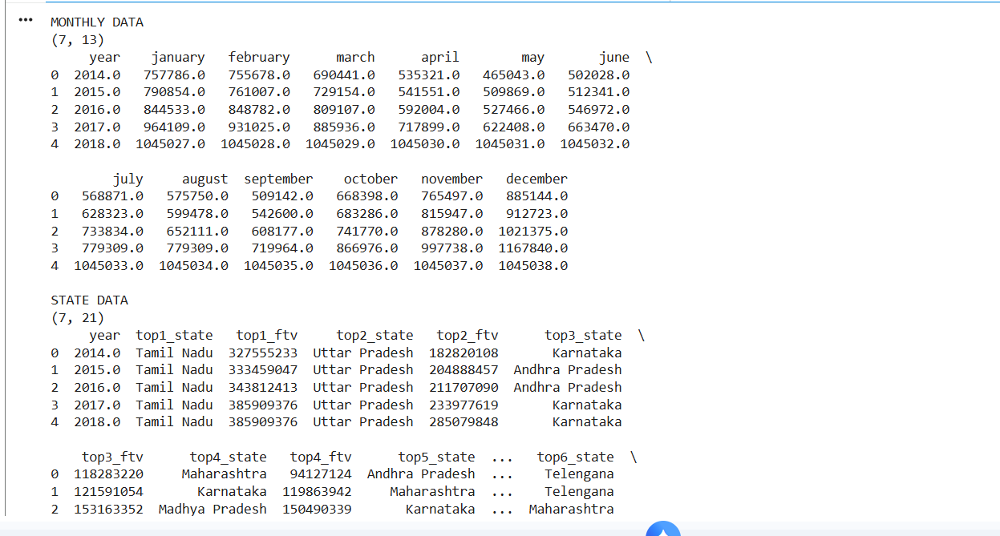 MONTHLY DATA
(7, 13)
year january february march april may june \
0 2014.0 757786.0 755678.0 690441.0 535321.0 465043.0 502028.0
1 2015.0 790854.0 761007.0 729154.0 541551.0 509869.0 512341.0
2 2016.0 844533.0 848782.0 809107.0 592004.0 527466.0 546972.0
3 2017.0 964109.0 931025.0 885936.0 717899.0 622408.0 663470.0
4 2018.0 1045027.0 1045028.0 1045029.0 1045030.0 1045031.0 1045032.0
july august september october november december
0 568871.0 575750.0 509142.0 668398.0 765497.0 885144.0
1 628323.0 599478.0 542600.0 683286.0 815947.0 912723.0
2 733834.0 652111.0 608177.0 741770.0 878280.0 1021375.0
3 779309.0 779309.0 719964.0 866976.0 997738.0 1167840.0
4 1045033.0 1045034.0 1045035.0 1045036.0 1045037.0 1045038.0
STATE DATA
(7, 21)
year top1_state top1_ftv top2_state top2_ftv top3_state \
0 2014.0 Tamil Nadu 327555233 Uttar Pradesh 182820108 Karnataka
1 2015.0 Tamil Nadu 333459047 Uttar Pradesh 204888457 Andhra Pradesh
2 2016.0 Tamil Nadu 343812413 Uttar Pradesh 211707090 Andhra Pradesh
3 2017.0 Tamil Nadu 385909376 Uttar Pradesh 233977619 Karnataka
4 2018.0 Tamil Nadu 385909376 Uttar Pradesh 285079848 Karnataka
top3_ftv top4_state top4_ftv top5_state ... top6_state \
0 118283220 Maharashtra 94127124 Andhra Pradesh ... Telengana
1 121591054 Karnataka 119863942 Maharashtra ... Telengana
2 153163352 Madhya Pradesh 150490339 Karnataka ... Maharashtra